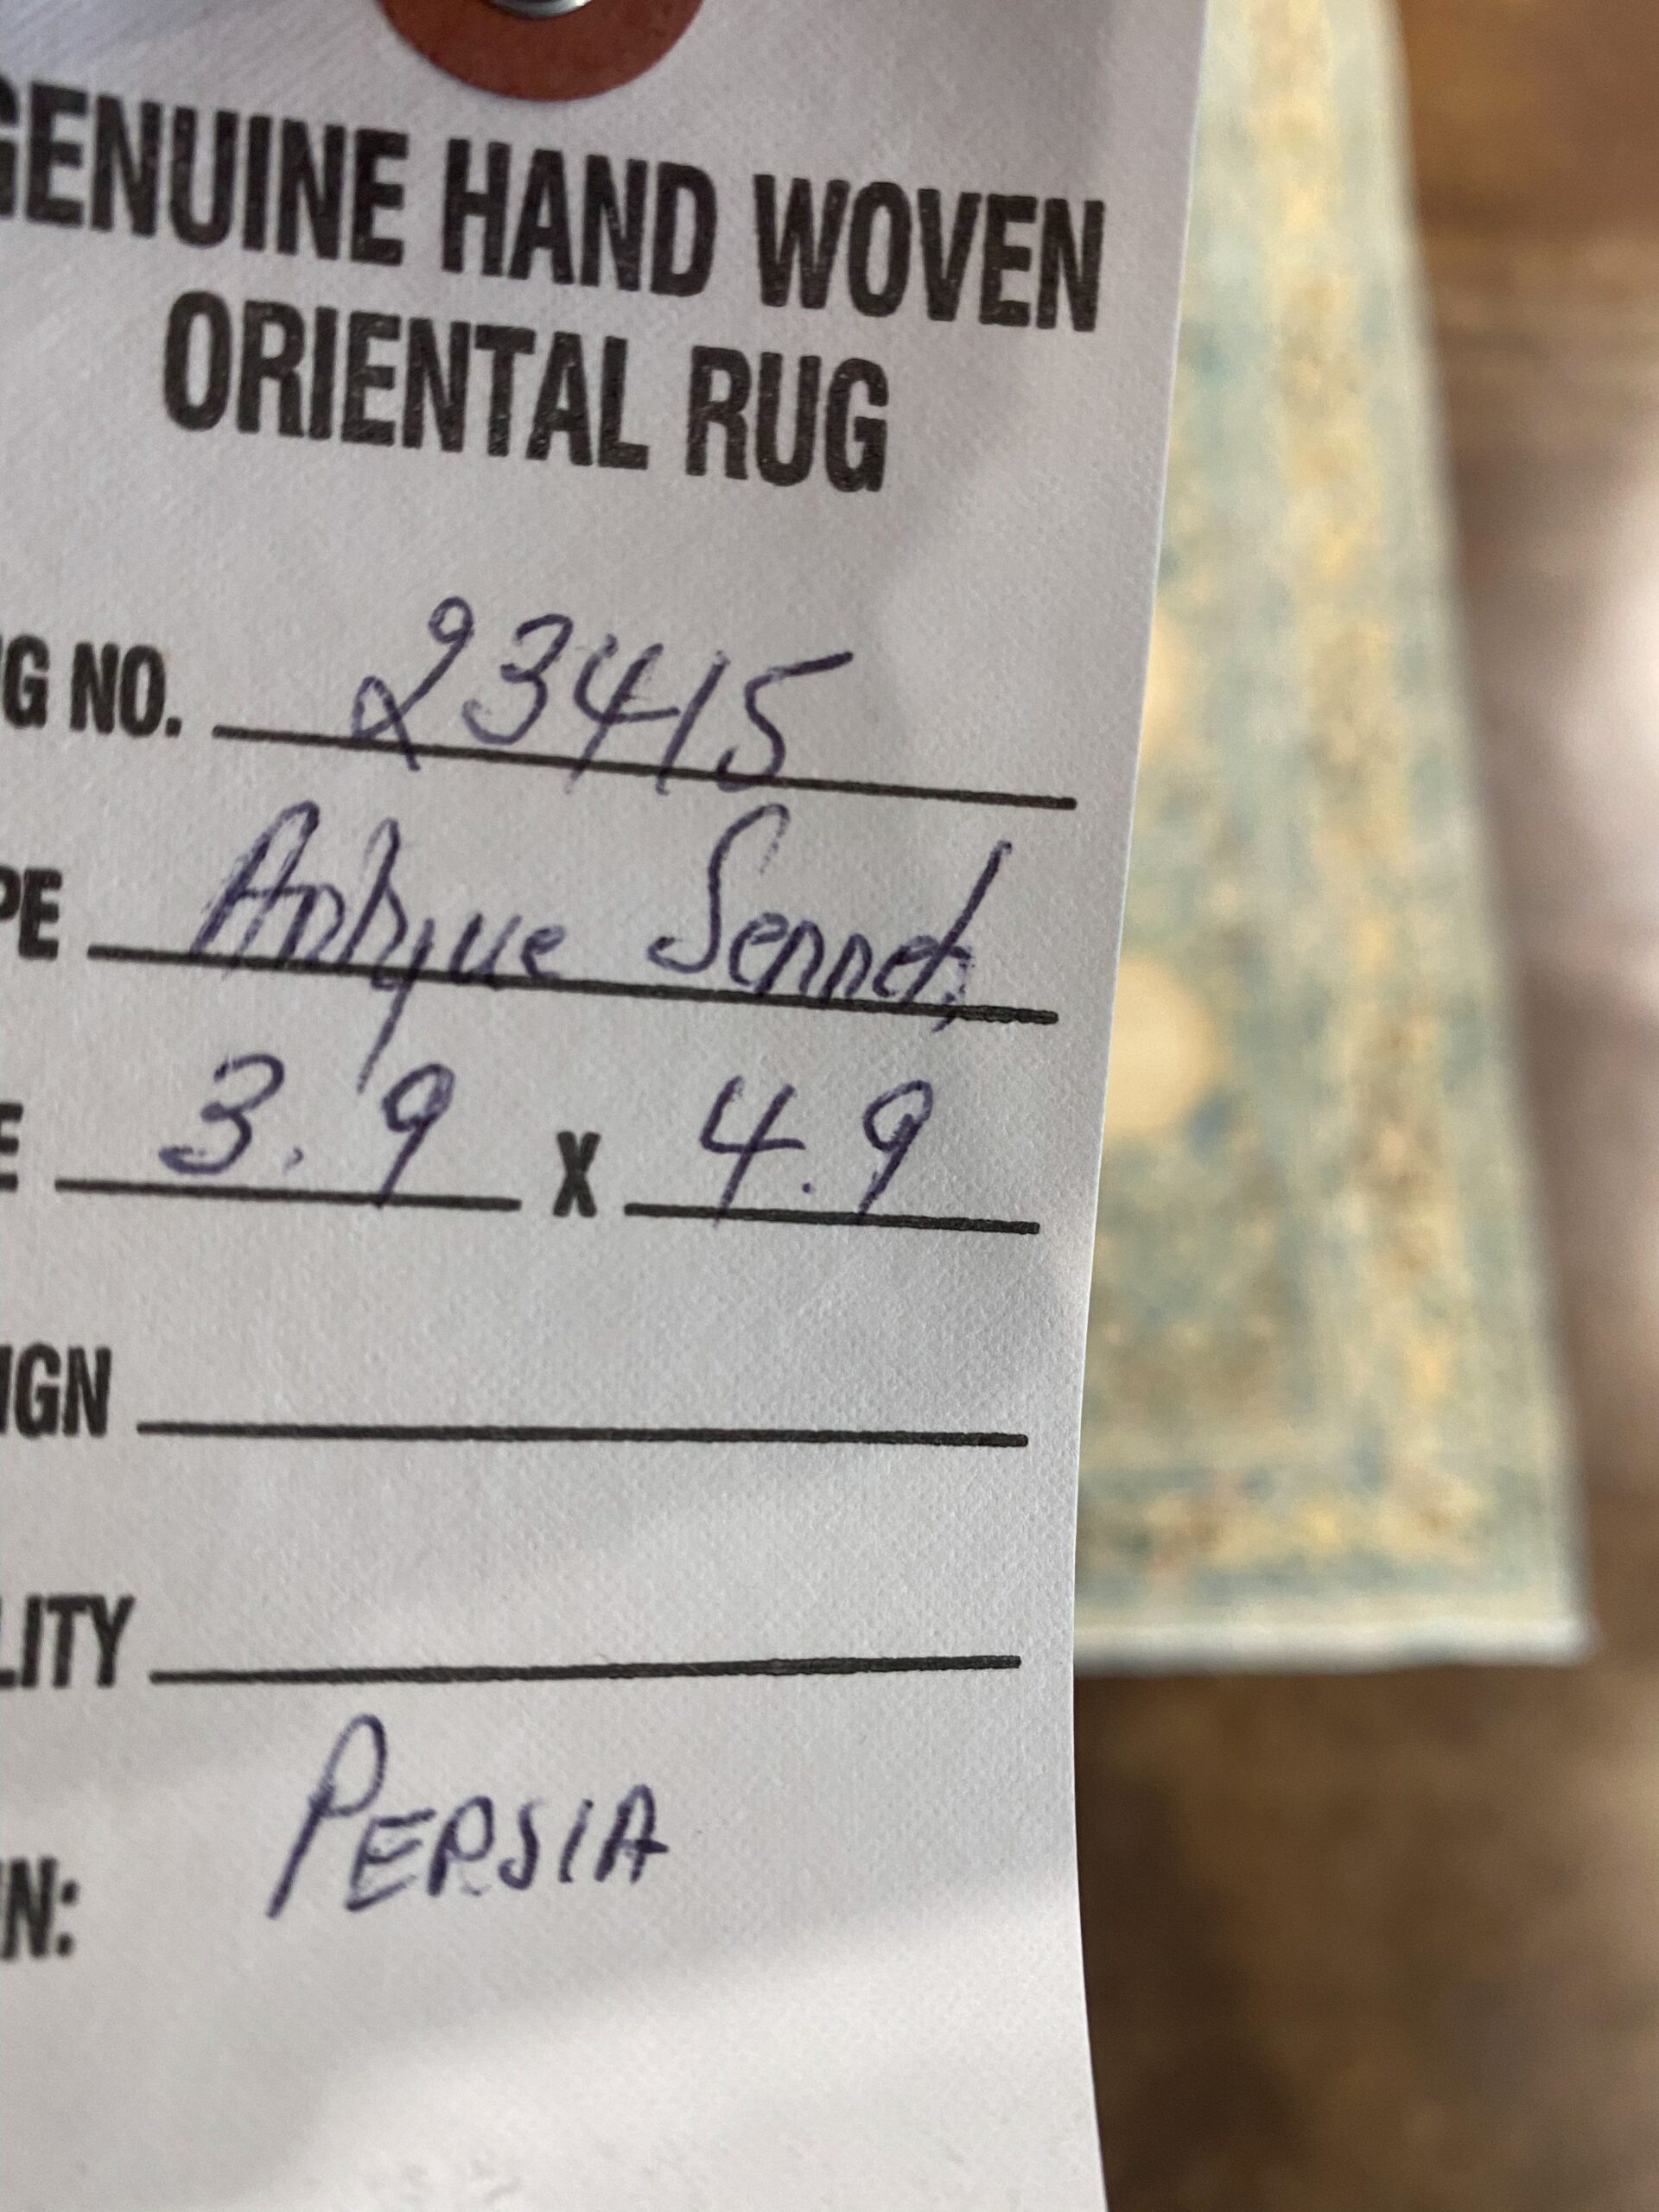 GENUINE HAND WOVEN
ORIENTAL RUG
G NO. 23415
PE Antique Senneh
E 3.9 X 4.9
IGN
LITY
N: PERSIA